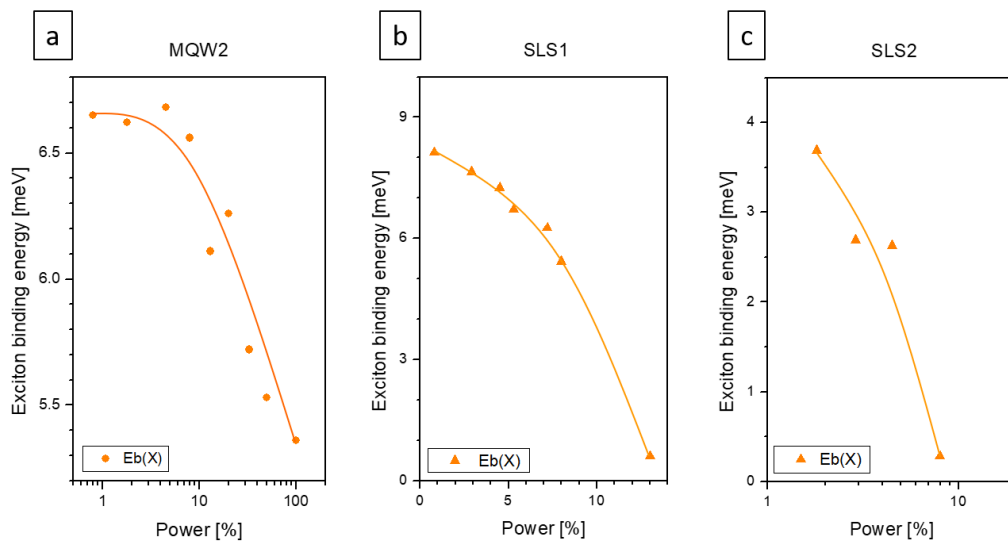 a
MQW2
Exciton binding energy [meV]
6.5
6.0
5.5
Eb(X)
1
10
100
Power [%]
b
SLS1
Exciton binding energy [meV]
9
6
3
0
Eb(X)
0
5
10
Power [%]
c
SLS2
Exciton binding energy [meV]
4
3
2
1
0
Eb(X)
1
10
Power [%]